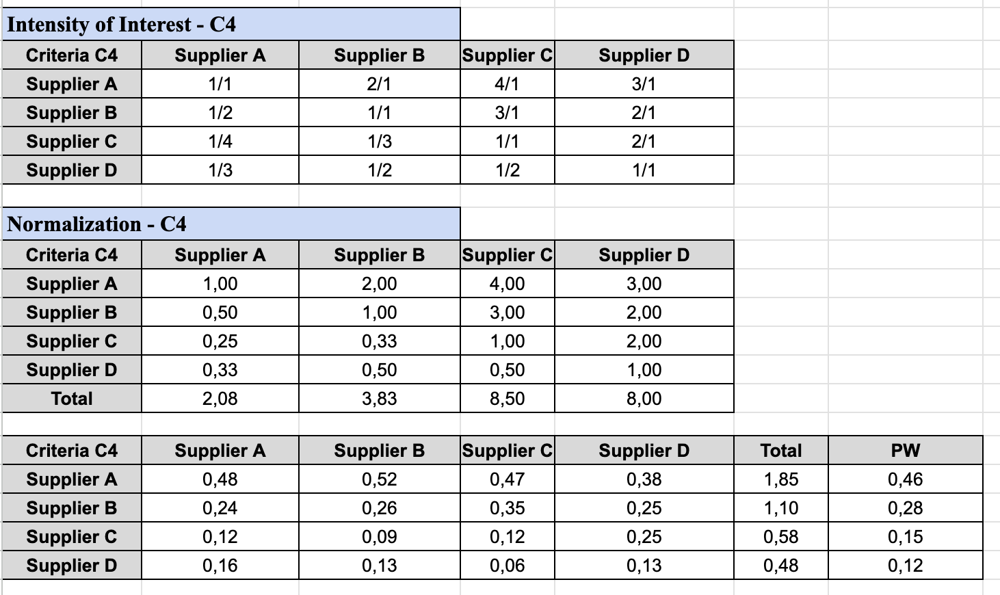 Intensity of Interest - C4
Criteria C4 Supplier A Supplier B Supplier C Supplier D
Supplier A 1/1 2/1 4/1 3/1
Supplier B 1/2 1/1 3/1 2/1
Supplier C 1/4 1/3 1/1 2/1
Supplier D 1/3 1/2 1/2 1/1
Normalization - C4
Criteria C4 Supplier A Supplier B Supplier C Supplier D
Supplier A 1,00 2,00 4,00 3,00
Supplier B 0,50 1,00 3,00 2,00
Supplier C 0,25 0,33 1,00 2,00
Supplier D 0,33 0,50 0,50 1,00
Total 2,08 3,83 8,50 8,00
Criteria C4 Supplier A Supplier B Supplier C Supplier D Total PW
Supplier A 0,48 0,52 0,47 0,38 1,85 0,46
Supplier B 0,24 0,26 0,35 0,25 1,10 0,28
Supplier C 0,12 0,09 0,12 0,25 0,58 0,15
Supplier D 0,16 0,13 0,06 0,13 0,48 0,12